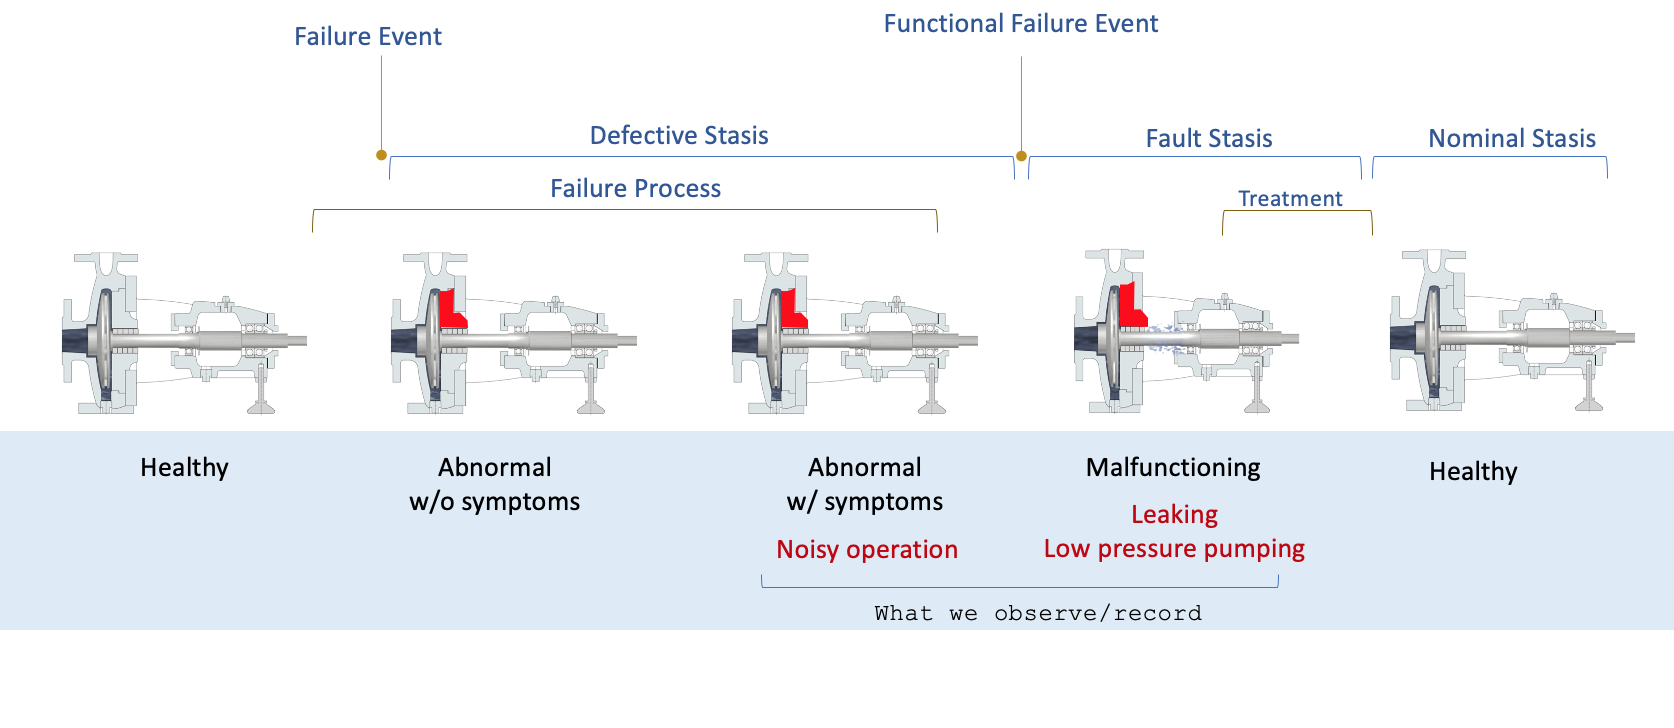 Failure Event
Functional Failure Event
Defective Stasis
Fault Stasis
Nominal Stasis
Failure Process
Treatment
Healthy
Abnormal
w/o symptoms
Abnormal
w/ symptoms
Noisy operation
Malfunctioning
Leaking
Low pressure pumping
Healthy
What we observe/record